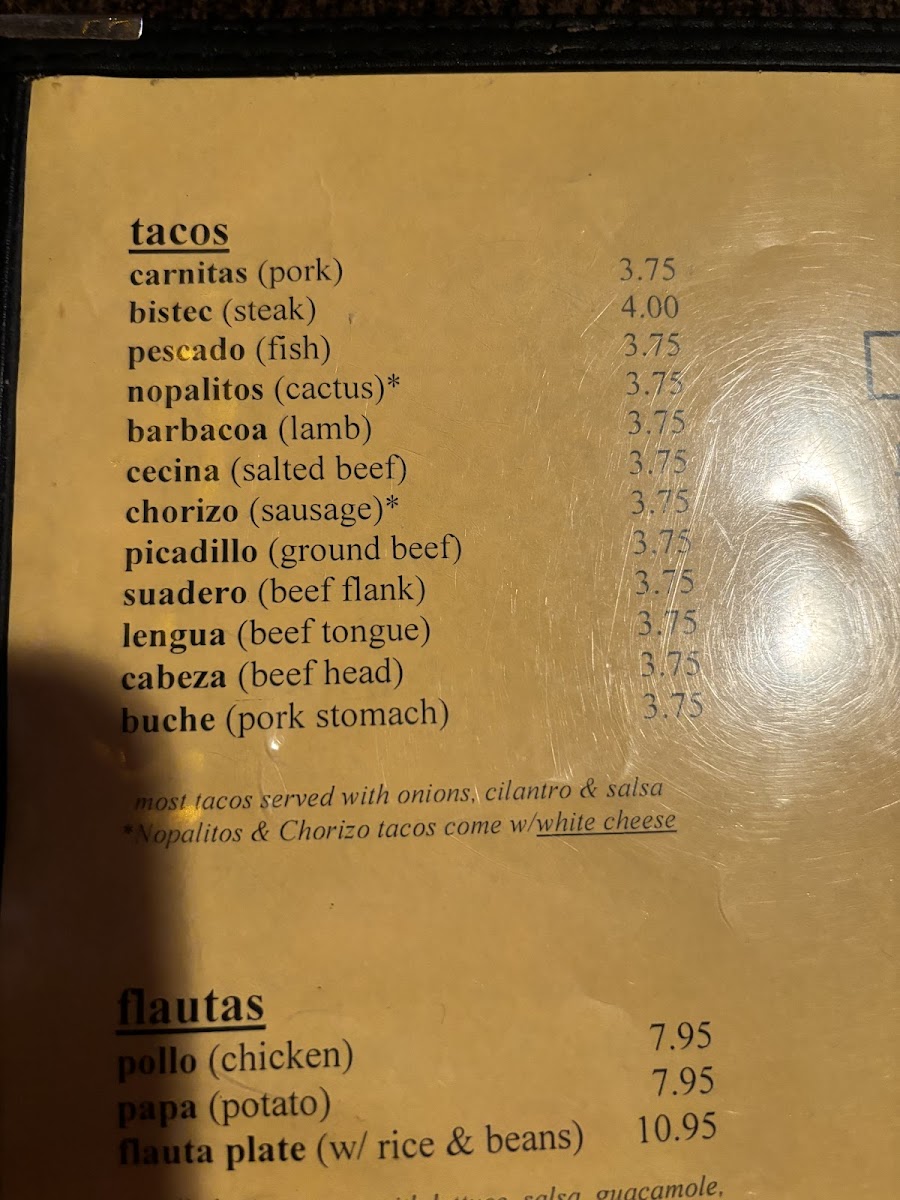 tacos
carnitas (pork) 3.75
bistec (steak) 4.00
pescado (fish) 3.75
nopalitos (cactus)* 3.75
barbacoa (lamb) 3.75
cecina (salted beef) 3.75
chorizo (sausage)* 3.75
picadillo (ground beef) 3.75
suadero (beef flank) 3.75
lengua (beef tongue) 3.75
cabeza (beef head) 3.75
buche (pork stomach) 3.75
most tacos served with onions, cilantro & salsa
*Nopalitos & Chorizo tacos come w/white cheese
flautas
pollo (chicken) 7.95
papa (potato) 7.95
flauta plate (w/ rice & beans) 10.95
salsa, guacamole,